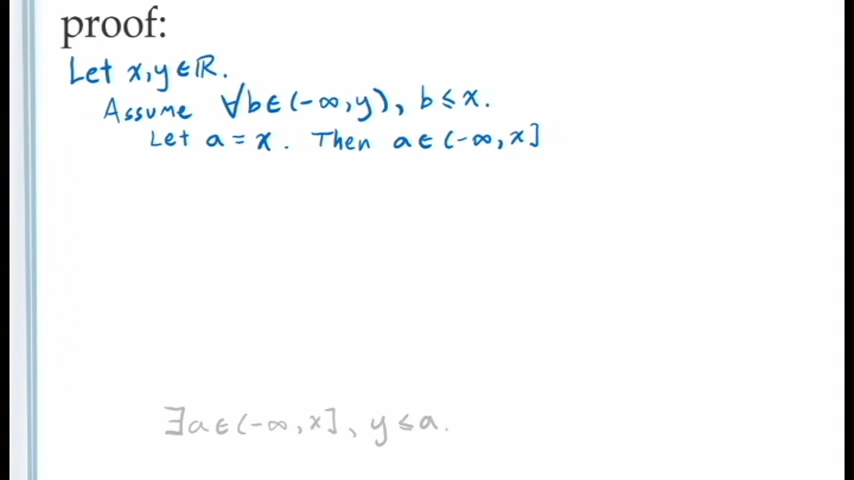 proof:
Let x,y∈ℝ.
Assume ∀b∈(-∞,y), b≤x.
Let a=x. Then a∈(-∞,x]
∃a∈(-∞,x], y≤a.